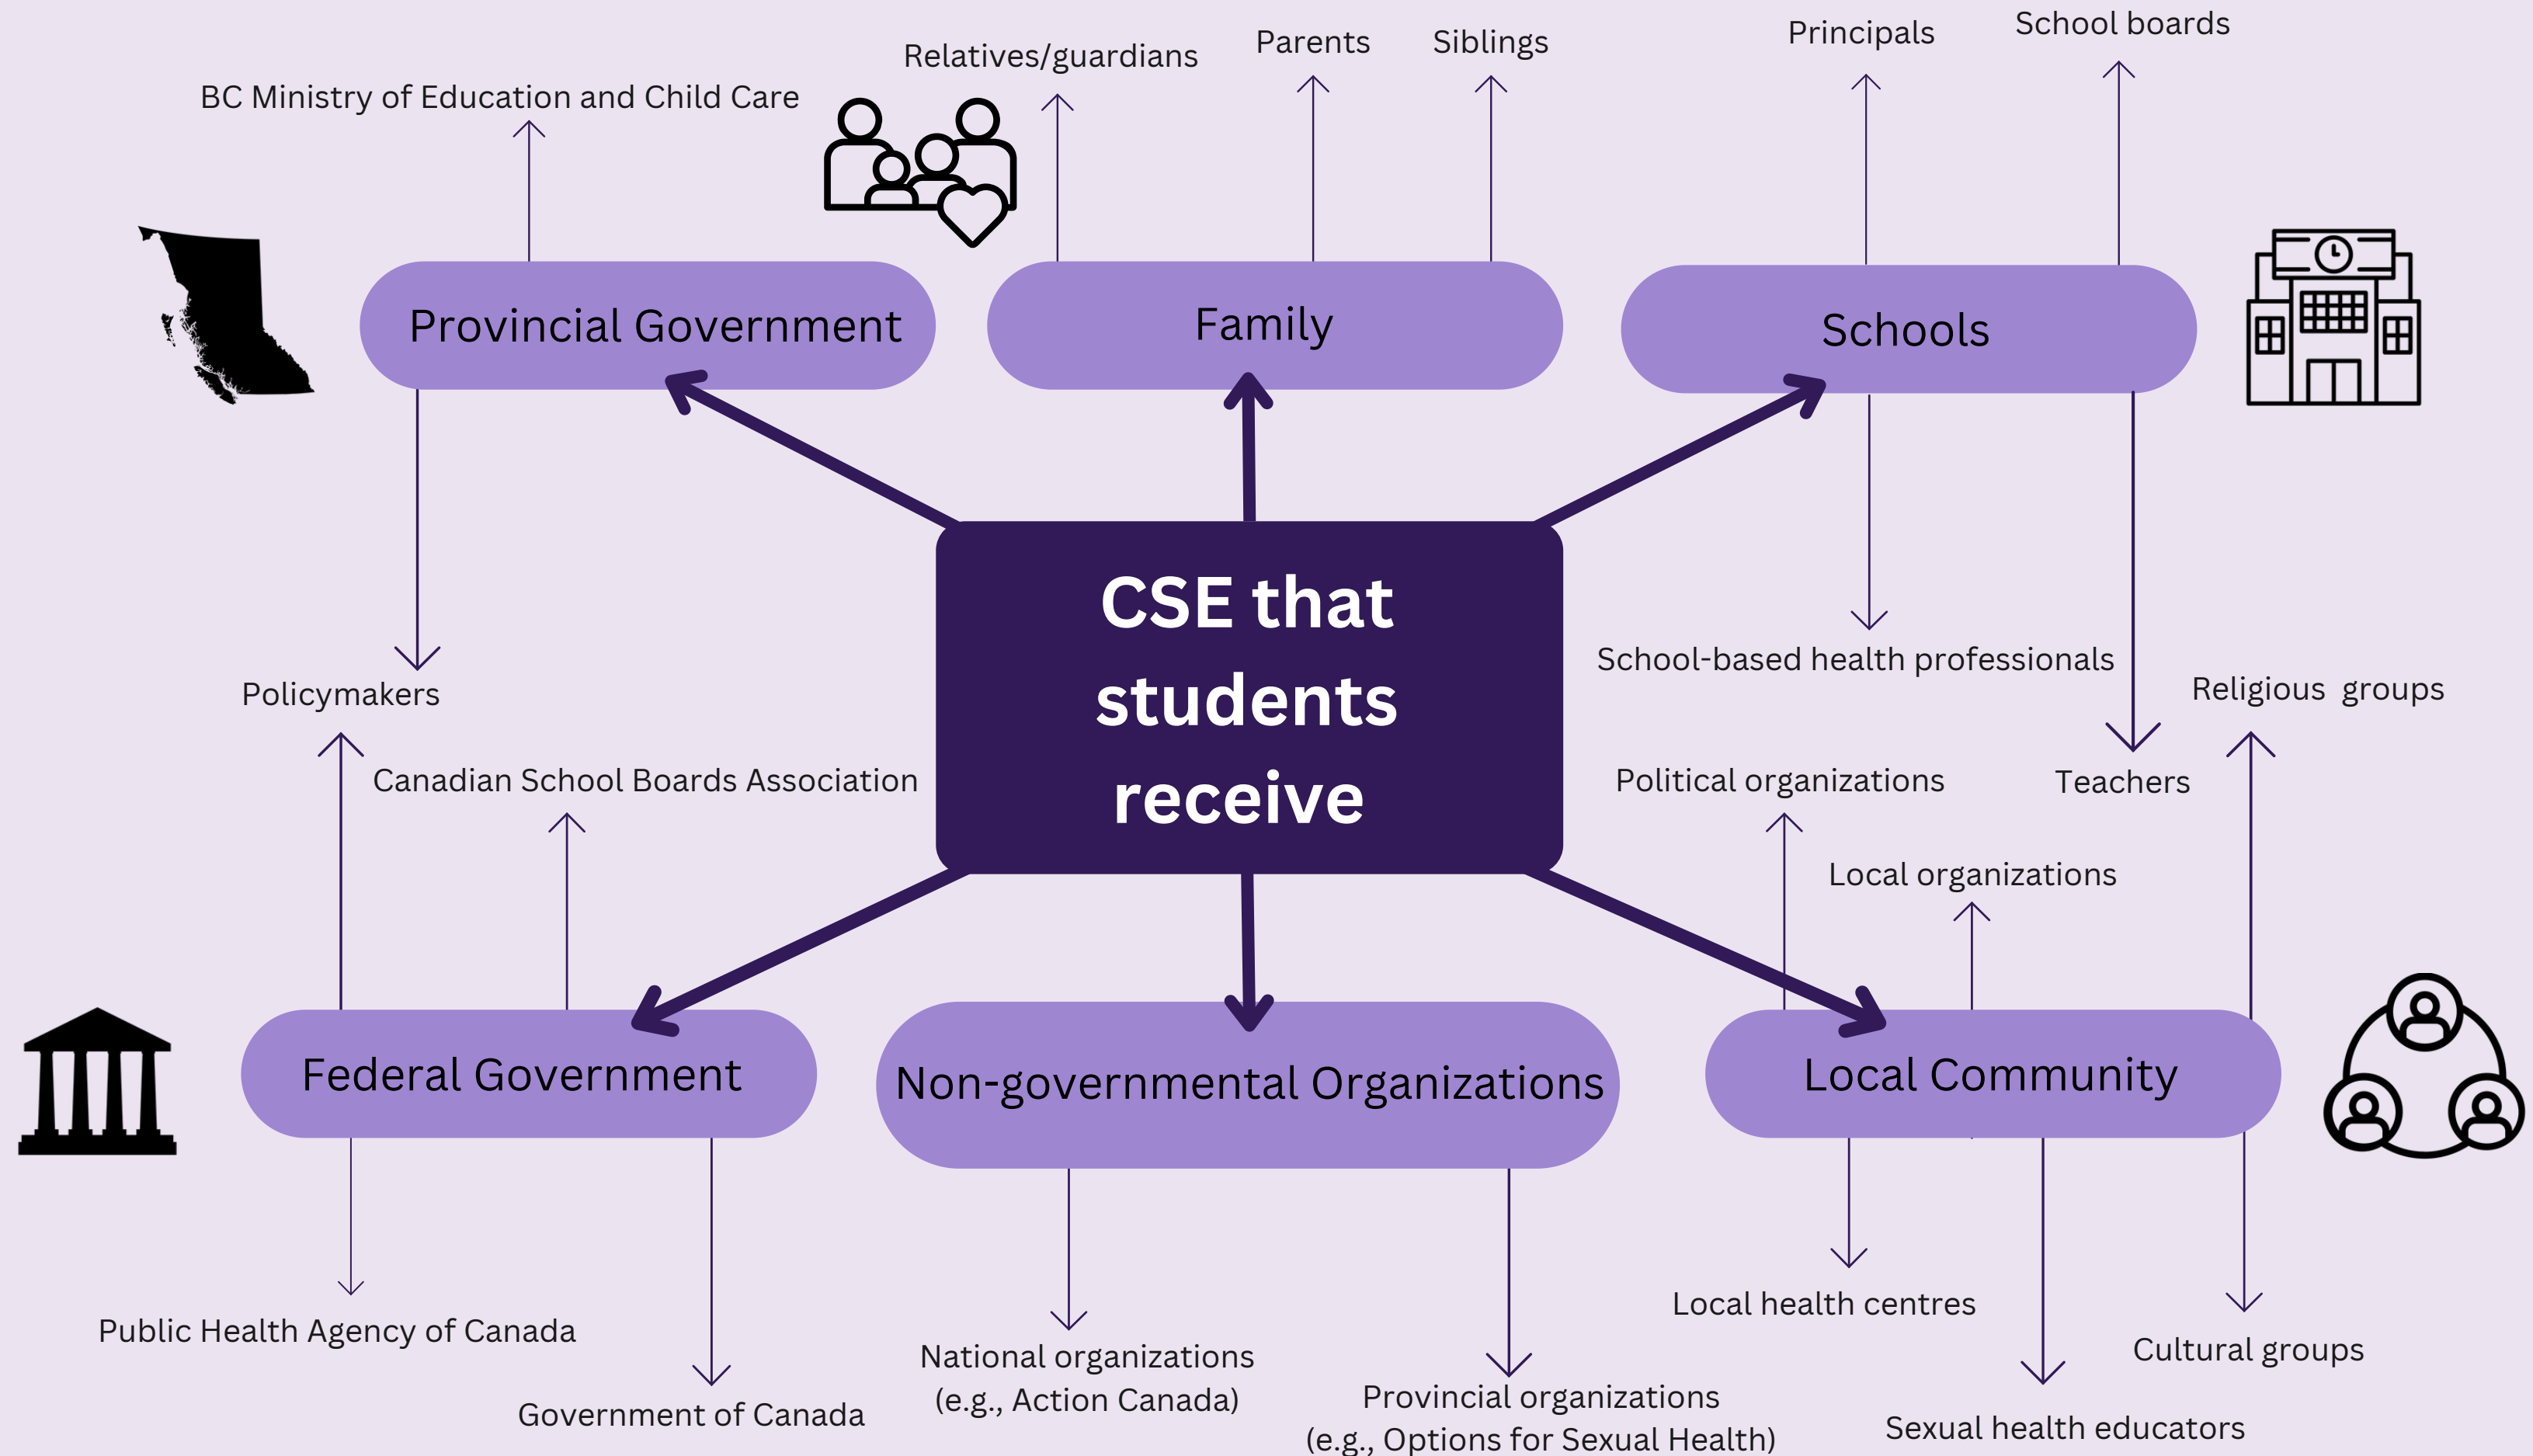 School boards
Principals
Parents
Siblings
Relatives/guardians
BC Ministry of Education and Child Care
Provincial Government
Family
Schools
CSE that
students
receive
School-based health professionals
Religious groups
Policymakers
Canadian School Boards Association
Political organizations
Teachers
Local organizations
Federal Government
Non-governmental Organizations
Local Community
Local health centres
Public Health Agency of Canada
Cultural groups
National organizations
(e.g., Action Canada)
Provincial organizations
(e.g., Options for Sexual Health)
Government of Canada
Sexual health educators